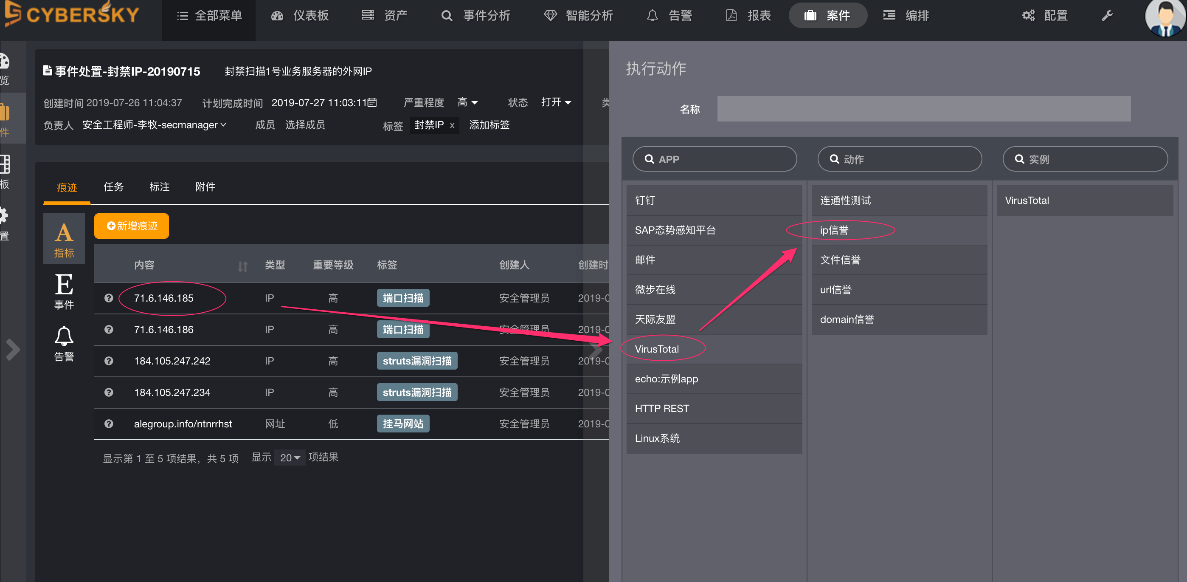 CYBERSKY
全部菜单
仪表板
资产
事件分析
智能分析
告警
报表
案件
编排
配置
览
件
板
置
事件处置-封禁IP-20190715
封禁扫描1号业务服务器的外网IP
创建时间 2019-07-26 11:04:37
计划完成时间 2019-07-27 11:03:11
严重程度 高
状态 打开
类
负责人 安全工程师-李牧-secmanager
成员 选择成员
标签 封禁IP x 添加标签
痕迹
任务
标注
附件
A
指标
E
事件
告警
新增痕迹
内容 类型 重要等级 标签 创建人 创建时
71.6.146.185 IP 高 端口扫描 安全管理员 2019-0
71.6.146.186 IP 高 端口扫描 安全管理员 2019-0
184.105.247.242 IP 高 struts漏洞扫描 安全管理员 2019-0
184.105.247.234 IP 高 struts漏洞扫描 安全管理员 2019-0
alegroup.info/ntnrrhst 网址 低 挂马网站 安全管理员 2019-0
显示第 1 至 5 项结果，共 5 项 显示 20 项结果
执行动作
名称
APP
钉钉
SAP态势感知平台
邮件
微步在线
天际友盟
VirusTotal
echo:示例app
HTTP REST
Linux系统
动作
连通性测试
ip信誉
文件信誉
url信誉
domain信誉
实例
VirusTotal